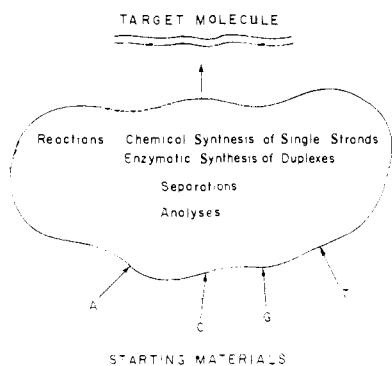 TARGET MOLECULE
Reactions Chemical Synthesis of Single Strands
Enzymatic Synthesis of Duplexes
Separations
Analyses
A
C
G
T
STARTING MATERIALS